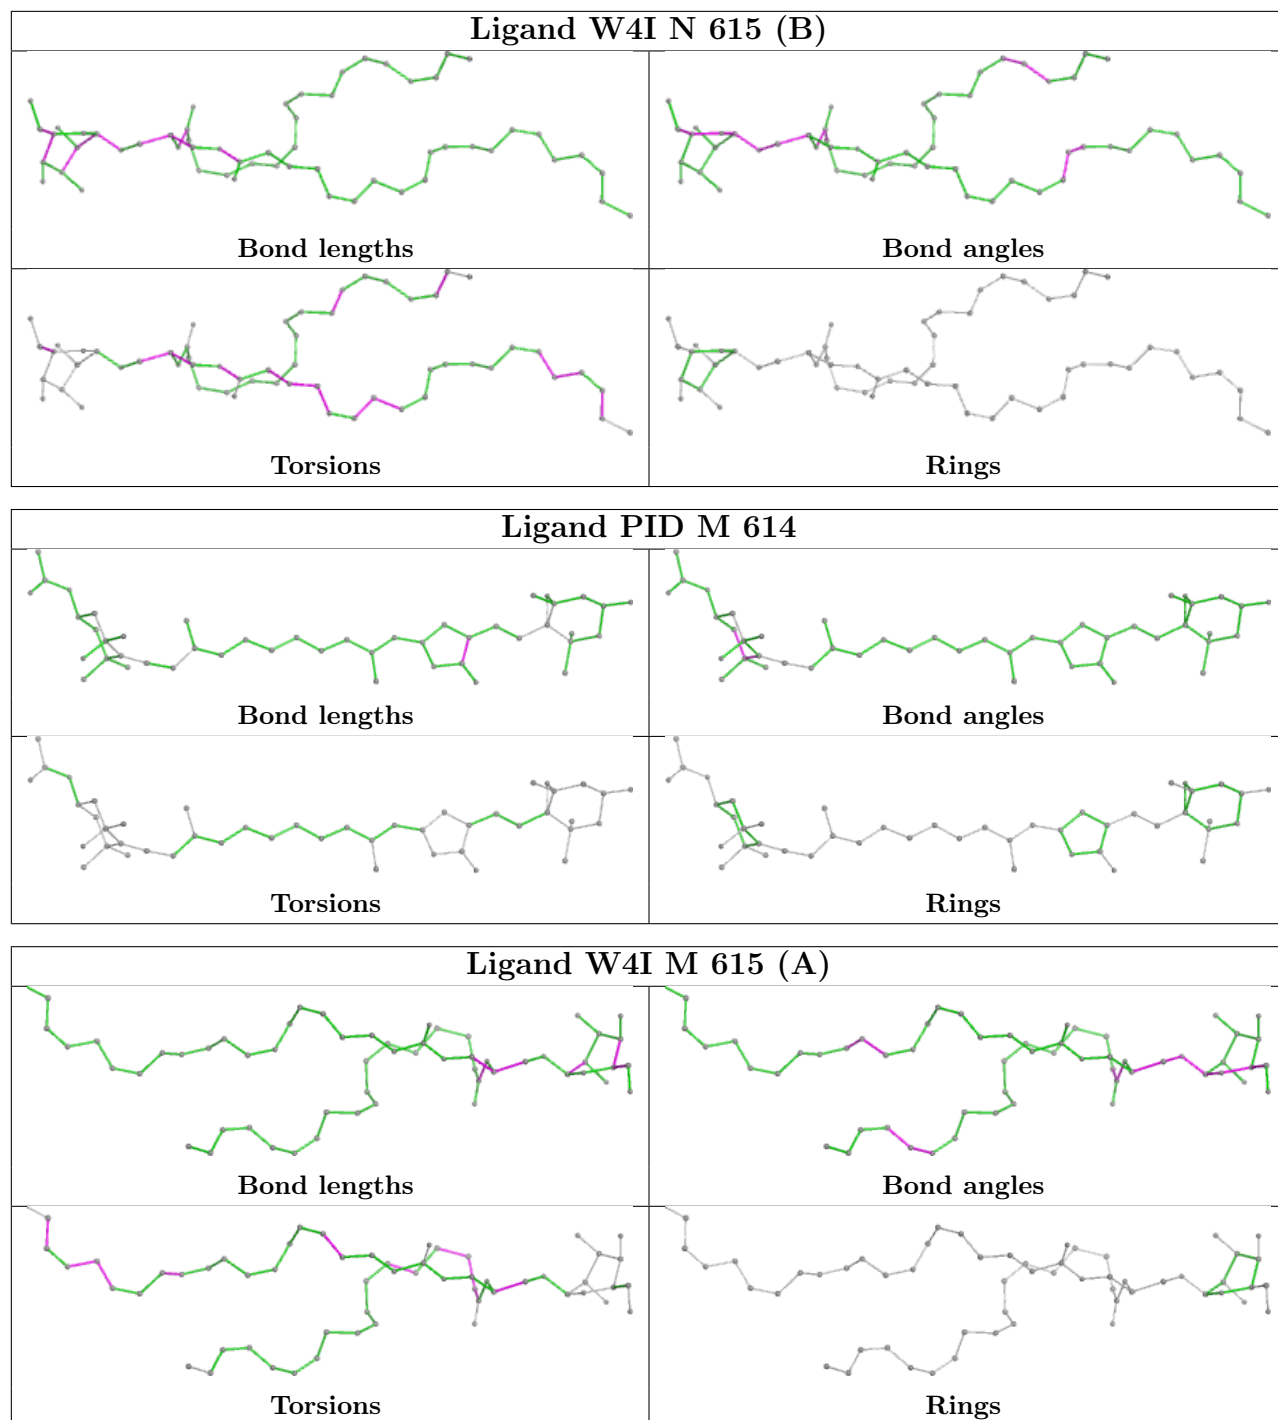 Ligand W4I N 615 (B)
Bond lengths
Bond angles
Torsions
Rings
Ligand PID M 614
Bond lengths
Bond angles
Torsions
Rings
Ligand W4I M 615 (A)
Bond lengths
Bond angles
Torsions
Rings